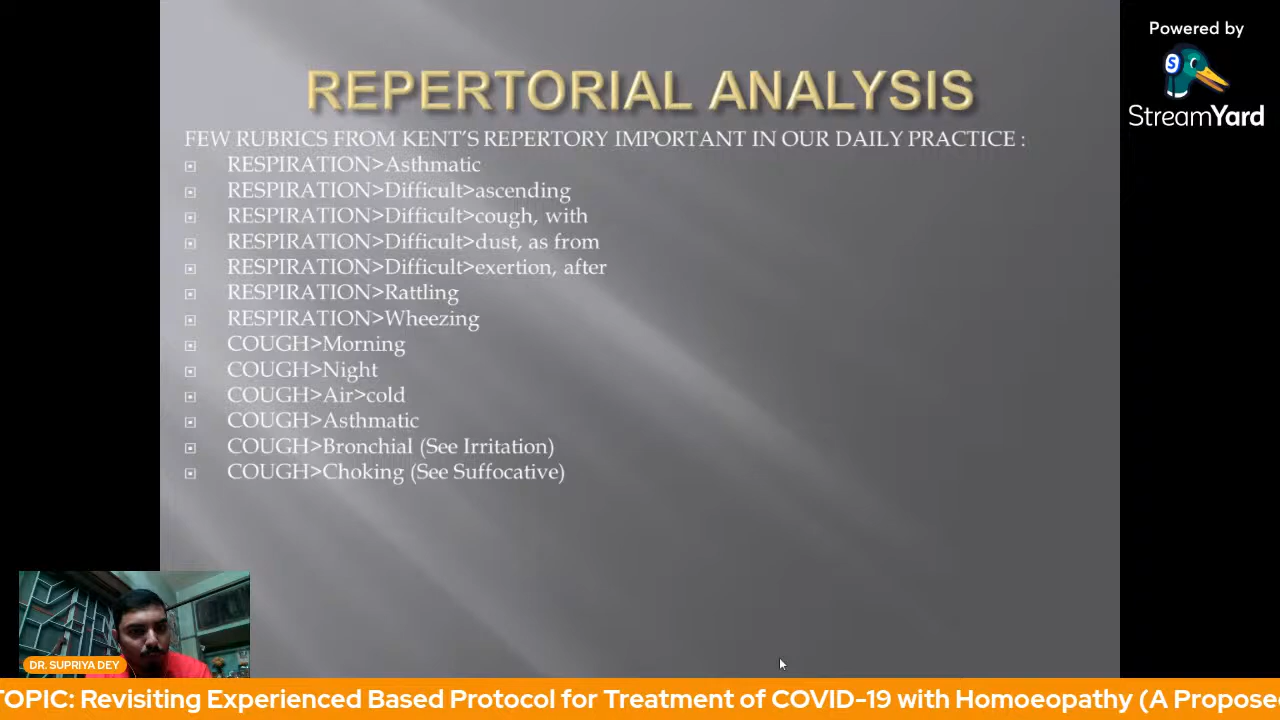 Powered by
S
StreamYard
REPERTORIAL ANALYSIS
FEW RUBRICS FROM KENT'S REPERTORY IMPORTANT IN OUR DAILY PRACTICE :
RESPIRATION>Asthmatic
RESPIRATION>Difficult>ascending
RESPIRATION>Difficult>cough, with
RESPIRATION>Difficult>dust, as from
RESPIRATION>Difficult>exertion, after
RESPIRATION>Rattling
RESPIRATION>Wheezing
COUGH>Morning
COUGH>Night
COUGH>Air>cold
COUGH>Asthmatic
COUGH>Bronchial (See Irritation)
COUGH>Choking (See Suffocative)
DR. SUPRIYA DEY
TOPIC: Revisiting Experienced Based Protocol for Treatment of COVID-19 with Homoeopathy (A Propose